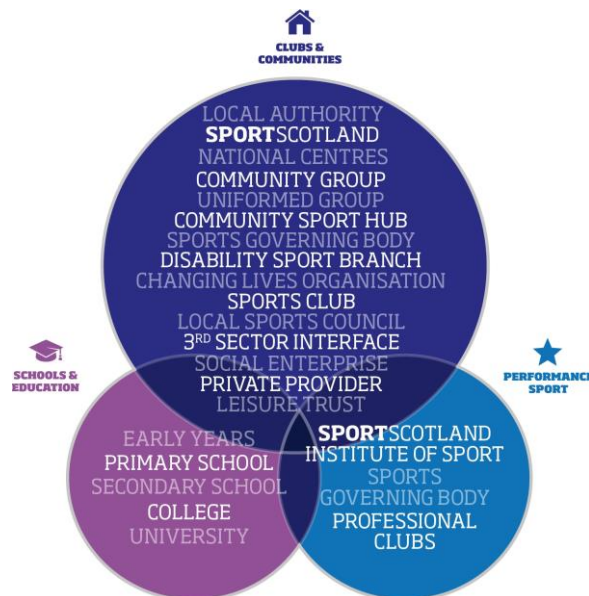 CLUBS &
COMMUNITIES
LOCAL AUTHORITY
SPORTSCOTLAND
NATIONAL CENTRES
COMMUNITY GROUP
UNIFORMED GROUP
COMMUNITY SPORT HUB
SPORTS GOVERNING BODY
DISABILITY SPORT BRANCH
CHANGING LIVES ORGANISATION
SPORTS CLUB
LOCAL SPORTS COUNCIL
3RD SECTOR INTERFACE
SOCIAL ENTERPRISE
PRIVATE PROVIDER
LEISURE TRUST
SCHOOLS &
EDUCATION
EARLY YEARS
PRIMARY SCHOOL
SECONDARY SCHOOL
COLLEGE
UNIVERSITY
PERFORMANCE
SPORT
SPORTSCOTLAND
INSTITUTE OF SPORT
SPORTS
GOVERNING BODY
PROFESSIONAL
CLUBS